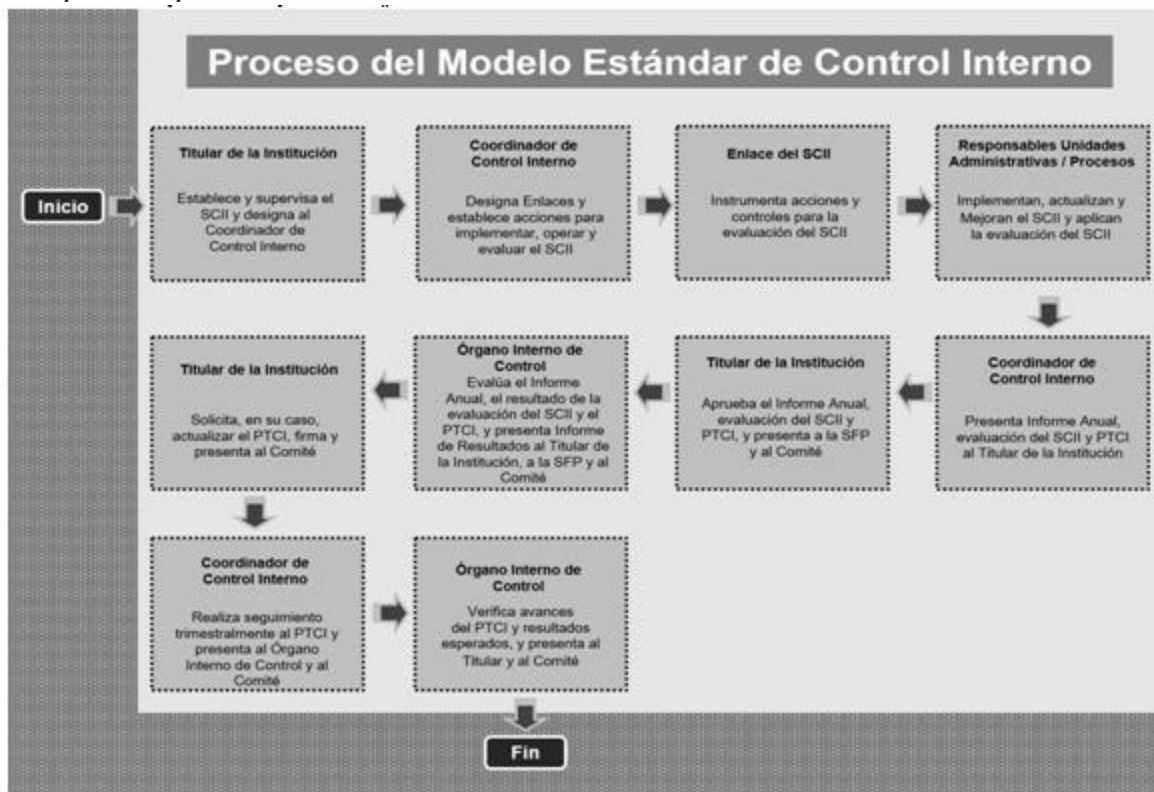 Proceso del Modelo Estándar de Control Interno
Inicio
Titular de la Institución
Establece y supervisa el
SCII y designa al
Coordinador de
Control Interno
Coordinador de
Control Interno
Designa Enlaces y
establece acciones para
implementar, operar y
evaluar el SCII
Enlace del SCII
Instrumenta acciones y
controles para la
evaluación del SCII
Responsables Unidades
Administrativas / Procesos
Implementan, actualizan y
Mejoran el SCII y aplican
la evaluación del SCII
Coordinador de
Control Interno
Presenta Informe Anual,
evaluación del SCII y PTCI
al Titular de la Institución
Titular de la Institución
Aprueba el Informe Anual,
evaluación del SCII y
PTCI, y presenta a la SFP
y al Comité
Órgano Interno de
Control
Evalúa el Informe
Anual, el resultado de la
evaluación del SCII y el
PTCI, y presenta Informe
de Resultados al Titular de
la Institución, a la SFP y al
Comité
Titular de la Institución
Solicita, en su caso,
actualizar el PTCI, firma y
presenta al Comité
Coordinador de
Control Interno
Realiza seguimiento
trimestralmente al PTCI y
presenta al Órgano
Interno de Control y al
Comité
Órgano Interno de
Control
Verifica avances
del PTCI y resultados
esperados, y presenta al
Titular y al Comité
Fin